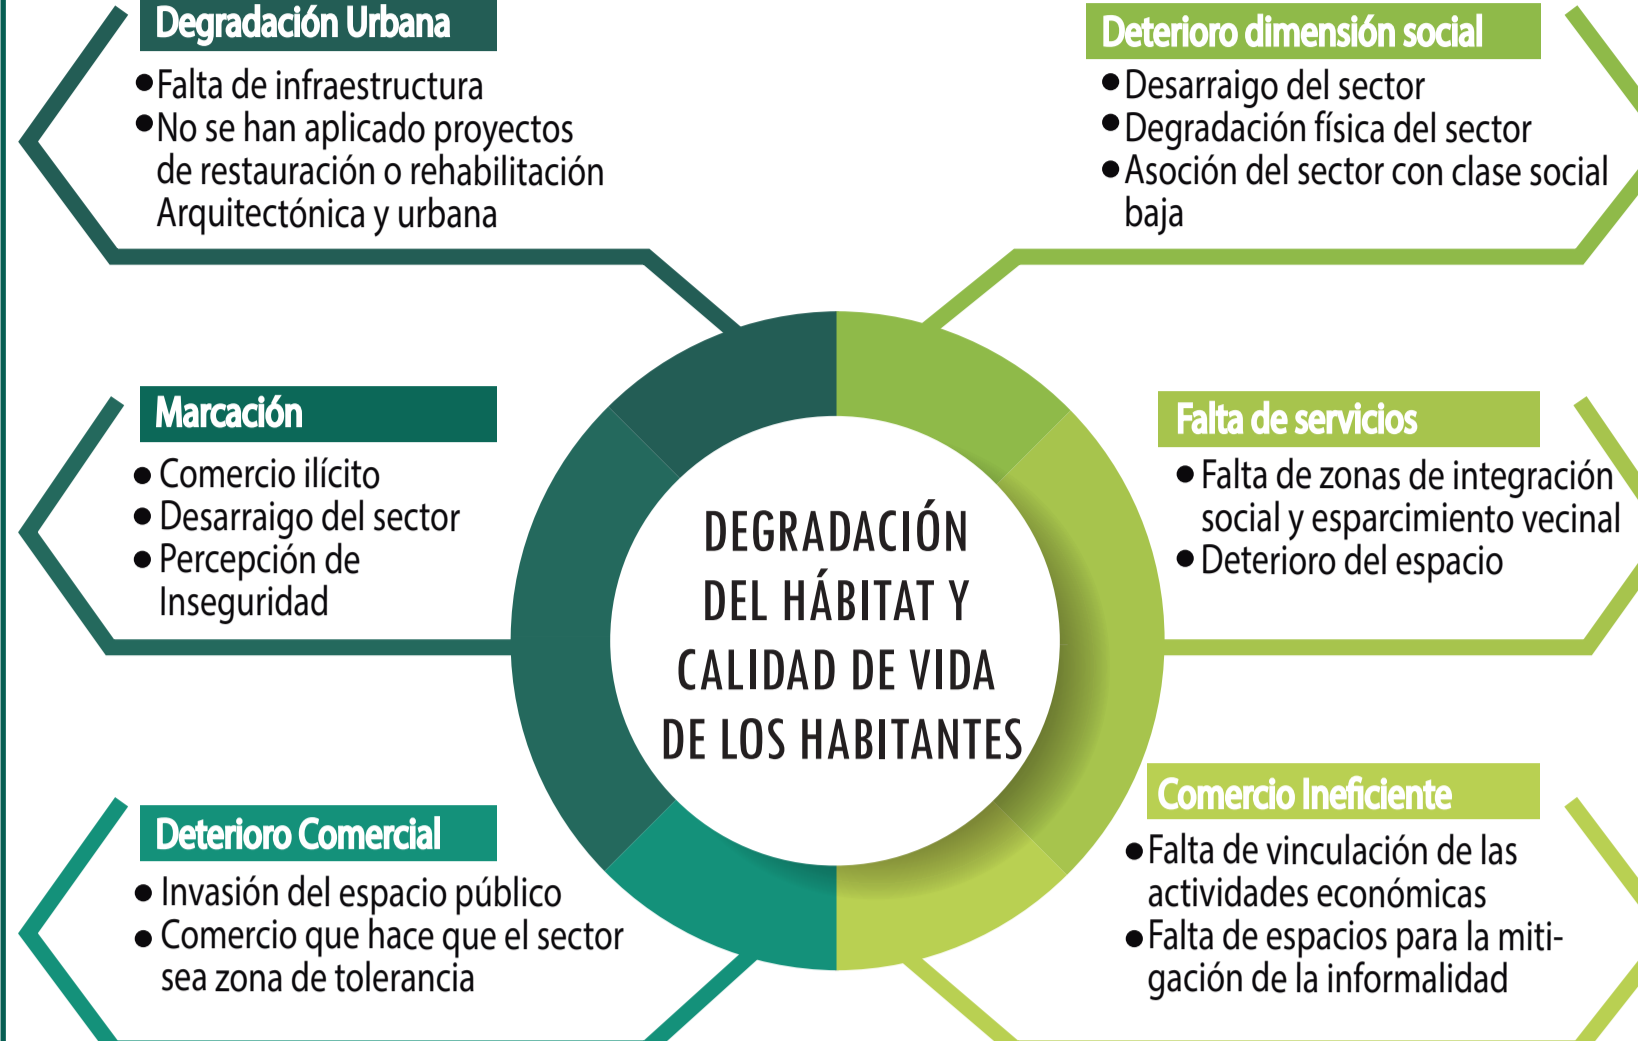 Degradación Urbana
Falta de infraestructura
No se han aplicado proyectos
de restauración o rehabilitación
Arquitectónica y urbana
Marcación
Comercio ilícito
Desarraigo del sector
Percepción de
Inseguridad
Deterioro Comercial
Invasión del espacio público
Comercio que hace que el sector
sea zona de tolerancia
DEGRADACIÓN
DEL HÁBITAT Y
CALIDAD DE VIDA
DE LOS HABITANTES
Deterioro dimensión social
Desarraigo del sector
Degradación física del sector
Asoción del sector con clase social
baja
Falta de servicios
Falta de zonas de integración
social y esparcimiento vecinal
Deterioro del espacio
Comercio Ineficiente
Falta de vinculación de las
actividades económicas
Falta de espacios para la miti-
gación de la informalidad